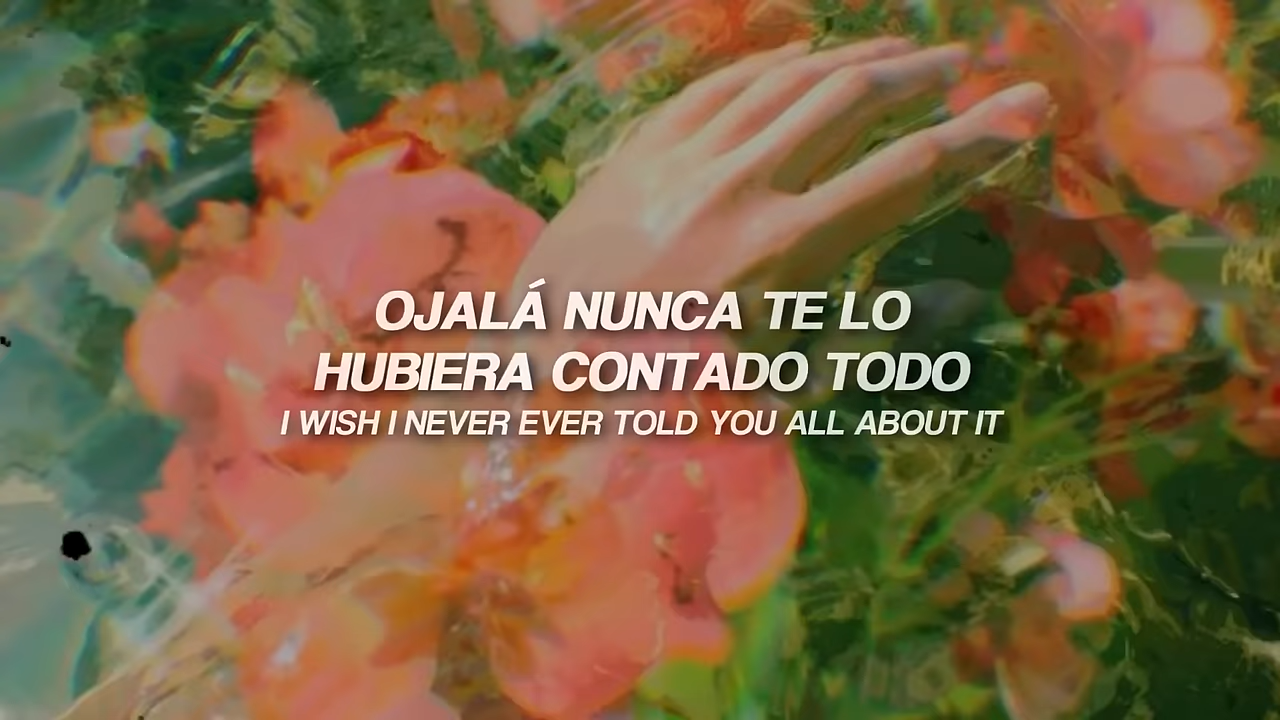 OJALÁ NUNCA TE LO
HUBIERA CONTADO TODO
I WISH I NEVER EVER TOLD YOU ALL ABOUT IT